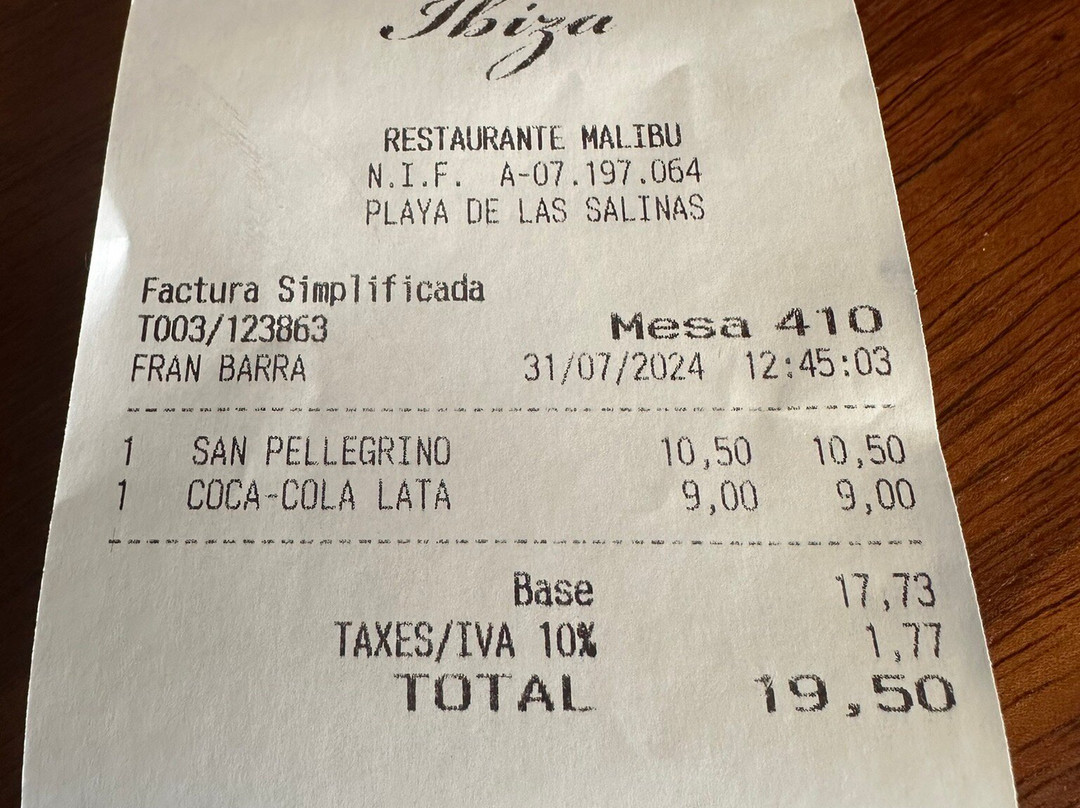 Ibiza
RESTAURANTE MALIBU
N.I.F. A-07.197.064
PLAYA DE LAS SALINAS
Factura Simplificada
T003/123863 Mesa 410
FRAN BARRA 31/07/2024 12:45:03
1 SAN PELLEGRINO 10,50 10,50
1 COCA-COLA LATA 9,00 9,00
Base 17,73
TAXES/IVA 10% 1,77
TOTAL 19,50